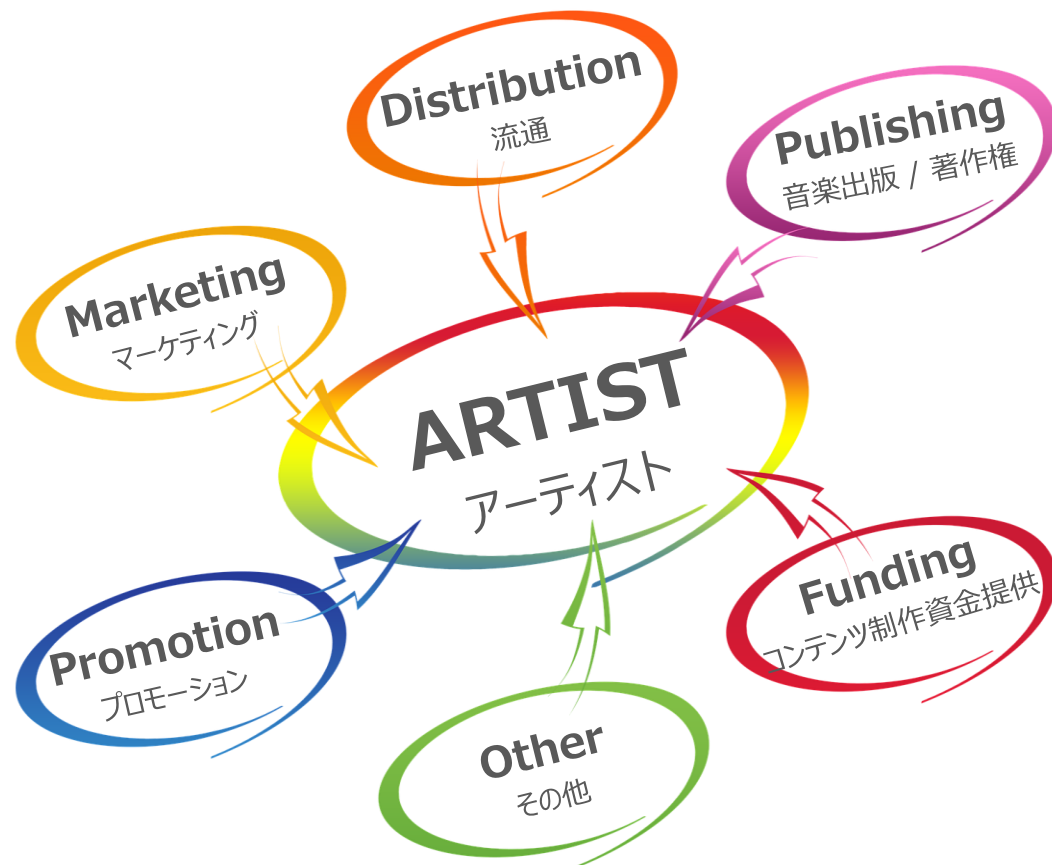 Distribution
流通
Publishing
音楽出版 / 著作権
Marketing
マーケティング
ARTIST
アーティスト
Funding
コンテンツ制作資金提供
Promotion
プロモーション
Other
その他